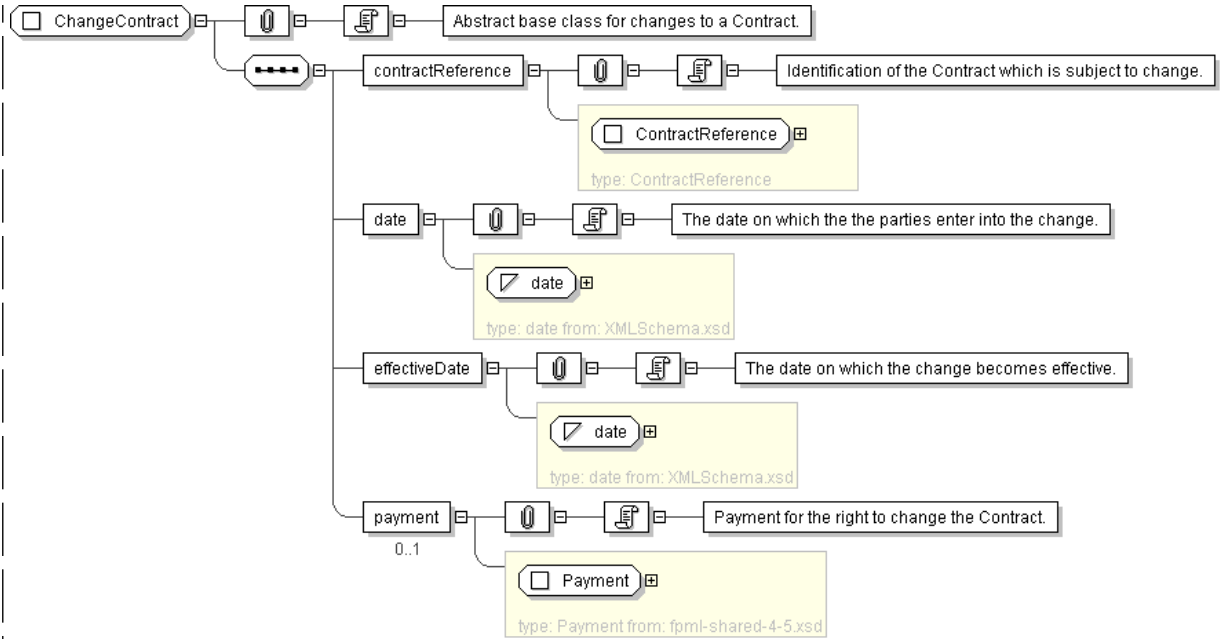 ChangeContract
Abstract base class for changes to a Contract.
contractReference
Identification of the Contract which is subject to change.
ContractReference
type: ContractReference
date
The date on which the the parties enter into the change.
date
type: date from: XMLSchema.xsd
effectiveDate
The date on which the change becomes effective.
date
type: date from: XMLSchema.xsd
payment
Payment for the right to change the Contract.
0..1
Payment
type: Payment from: fpml-shared-4-5.xsd